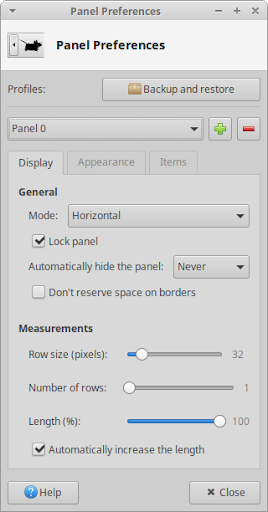 Panel Preferences
Panel Preferences
Profiles: Backup and restore
Panel 0
Display Appearance Items
General
Mode: Horizontal
Lock panel
Automatically hide the panel: Never
Don't reserve space on borders
Measurements
Row size (pixels): 32
Number of rows: 1
Length (%): 100
Automatically increase the length
Help Close